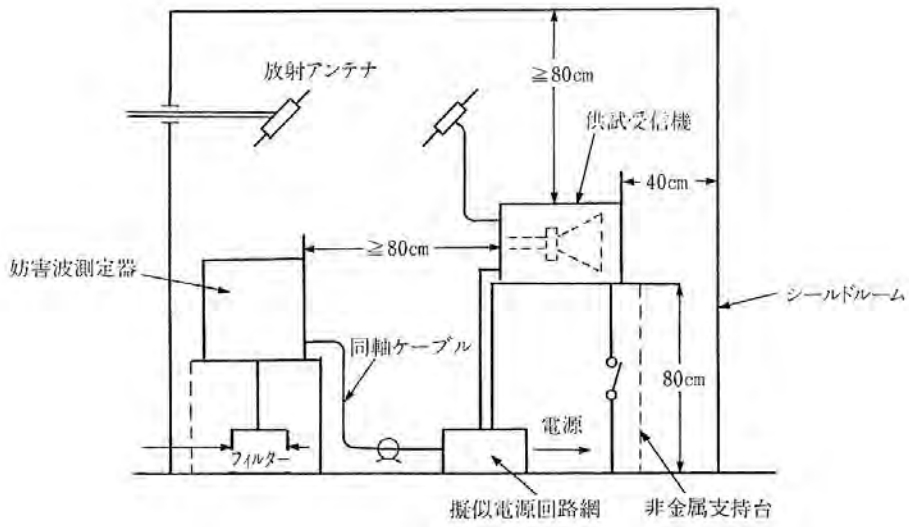 放射アンテナ
≧80cm
供試受信機
40cm
≧80cm
妨害波測定器
シールドルーム
同軸ケーブル
80cm
電源
フィルター
擬似電源回路網
非金属支持台